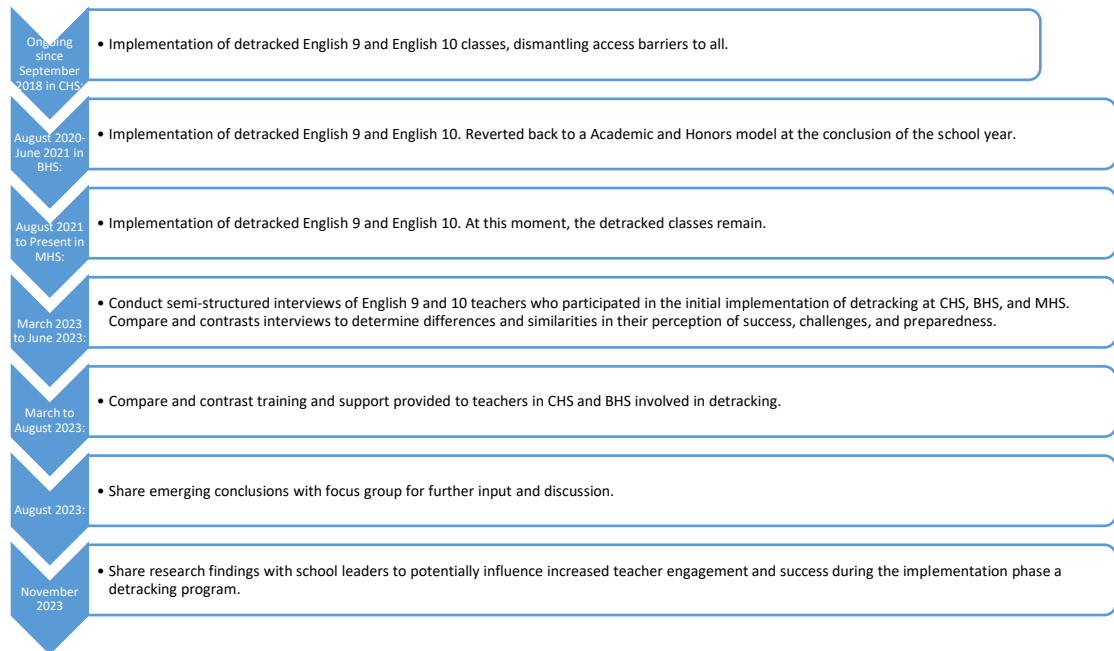 Ongoing
since
September
2018 in CHS:
• Implementation of detracked English 9 and English 10 classes, dismantling access barriers to all.
August 2020-
June 2021 in
BHS:
• Implementation of detracked English 9 and English 10. Reverted back to a Academic and Honors model at the conclusion of the school year.
August 2021
to Present in
MHS:
• Implementation of detracked English 9 and English 10. At this moment, the detracked classes remain.
March 2023
to June 2023:
• Conduct semi-structured interviews of English 9 and 10 teachers who participated in the initial implementation of detracking at CHS, BHS, and MHS.
Compare and contrasts interviews to determine differences and similarities in their perception of success, challenges, and preparedness.
March to
August 2023:
• Compare and contrast training and support provided to teachers in CHS and BHS involved in detracking.
August 2023:
• Share emerging conclusions with focus group for further input and discussion.
November
2023
• Share research findings with school leaders to potentially influence increased teacher engagement and success during the implementation phase a
detracking program.